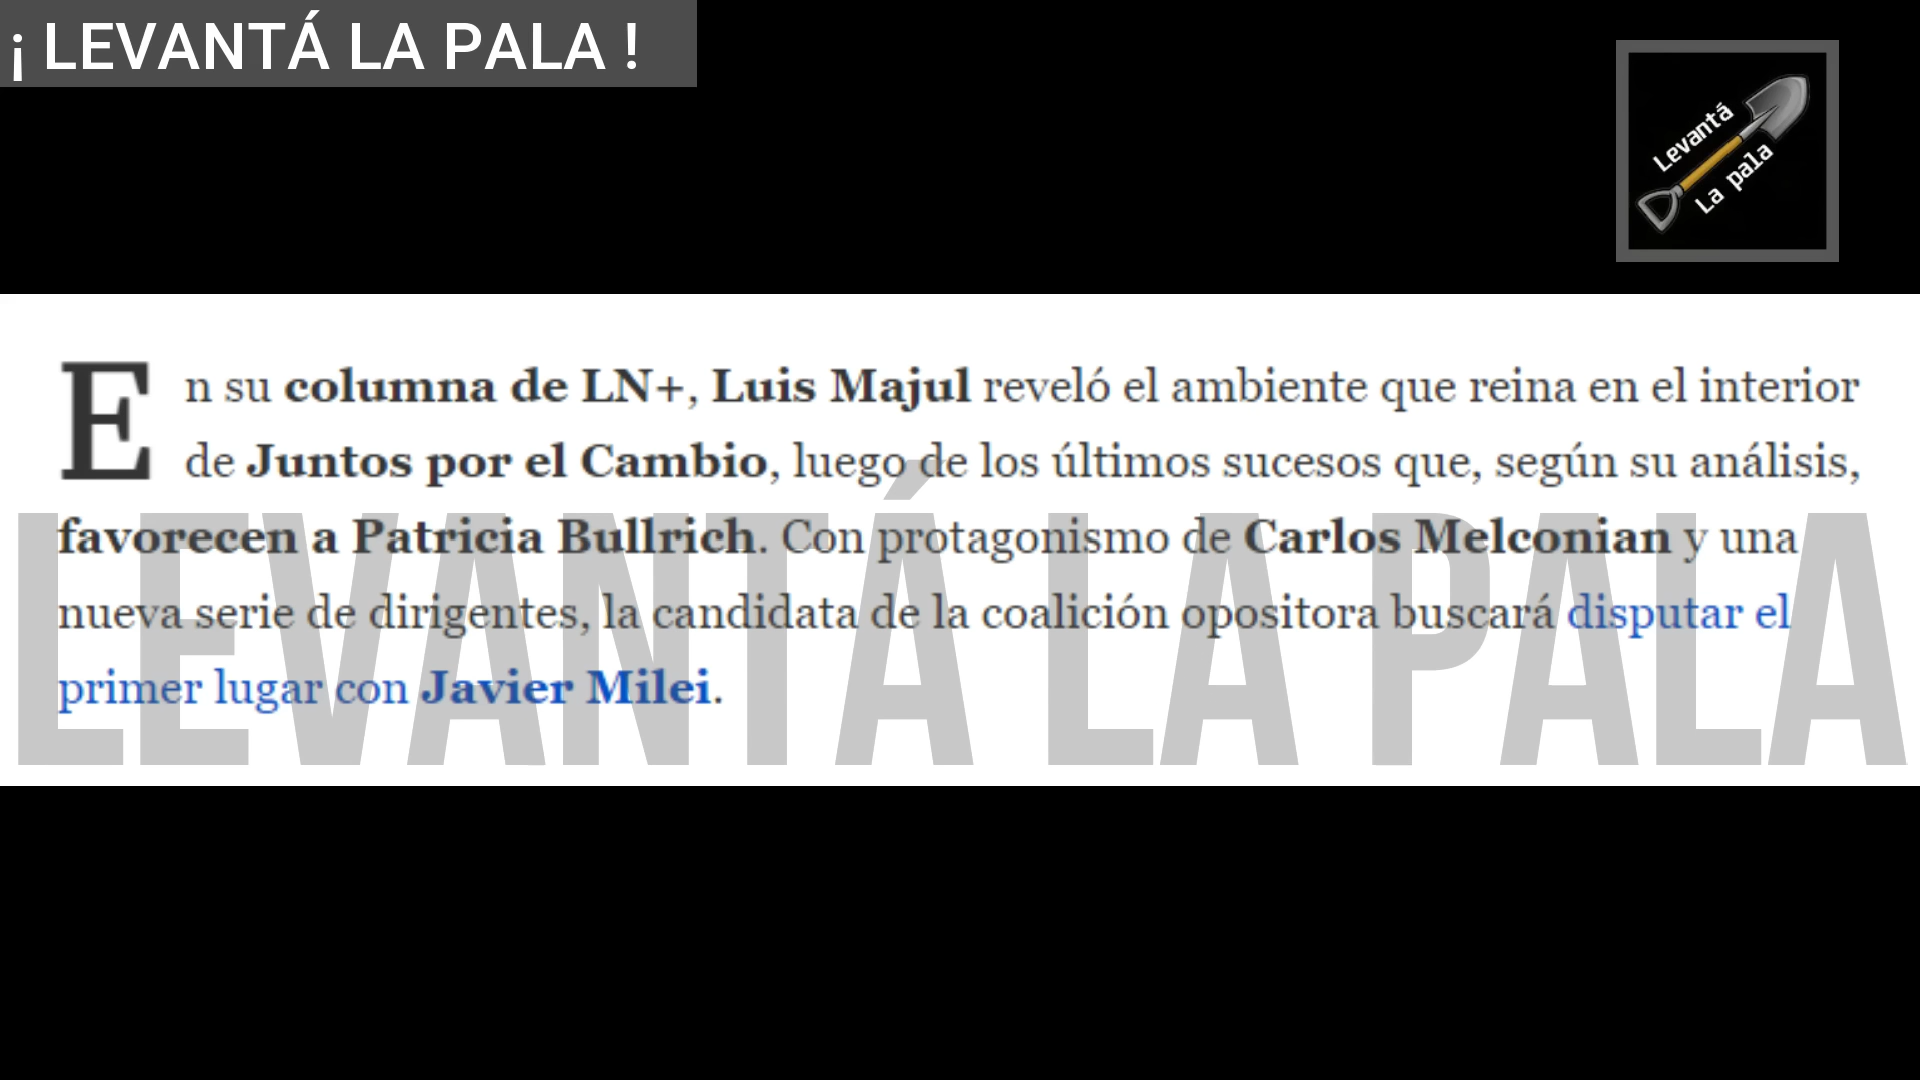 ¡ LEVANTÁ LA PALA !
Levantá
La pala
En su columna de LN+, Luis Majul reveló el ambiente que reina en el interior
de Juntos por el Cambio, luego de los últimos sucesos que, según su análisis,
favorecen a Patricia Bullrich. Con protagonismo de Carlos Melconian y una
nueva serie de dirigentes, la candidata de la coalición opositora buscará disputar el
primer lugar con Javier Milei.
LEVANTÁ LA PALA